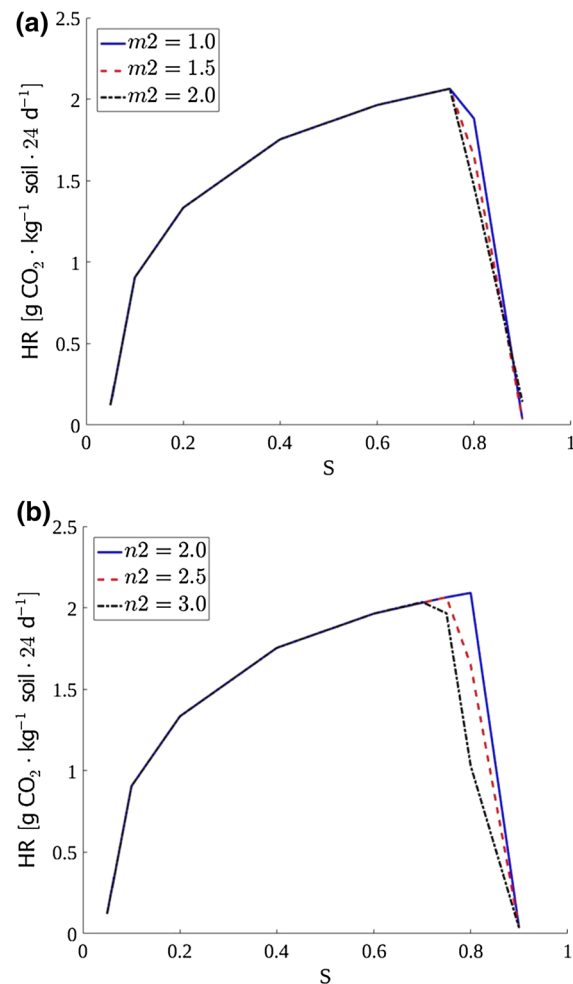 (a)
2.5
2
1.5
1
0.5
0
m2 = 1.0
m2 = 1.5
m2 = 2.0
HR [g CO₂ · kg⁻¹ soil · 24 d⁻¹]
0 0.2 0.4 0.6 0.8 1
S
(b)
2.5
2
1.5
1
0.5
0
n2 = 2.0
n2 = 2.5
n2 = 3.0
HR [g CO₂ · kg⁻¹ soil · 24 d⁻¹]
0 0.2 0.4 0.6 0.8 1
S